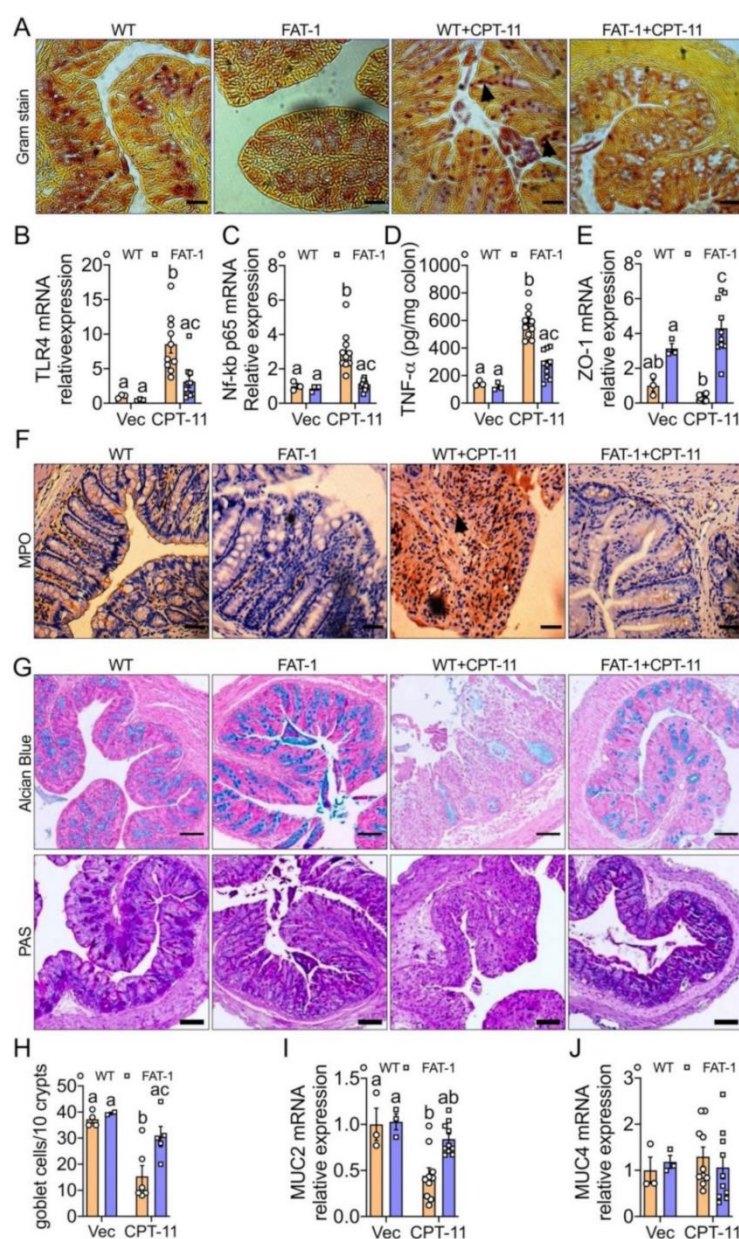 A
WT
FAT-1
WT+CPT-11
FAT-1+CPT-11
Gram stain
B
WT
FAT-1
TLR4 mRNA
relativeexpression
20
15
10
5
0
a
a
b
ac
Vec CPT-11
C
WT
FAT-1
Nf-kb p65 mRNA
Relative expression
8
6
4
2
0
a
a
b
ac
Vec CPT-11
D
WT
FAT-1
TNF-α (pg/mg colon)
1000
800
600
400
200
0
a
a
b
ac
Vec CPT-11
E
WT
FAT-1
ZO-1 mRNA
relative expression
8
6
4
2
0
ab
a
b
c
Vec CPT-11
F
WT
FAT-1
WT+CPT-11
FAT-1+CPT-11
MPO
G
WT
FAT-1
WT+CPT-11
FAT-1+CPT-11
Alcian Blue
PAS
H
WT
FAT-1
goblet cells/10 crypts
50
40
30
20
10
0
a
a
b
ac
Vec CPT-11
I
WT
FAT-1
MUC2 mRNA
relative expression
1.5
1.0
0.5
0.0
a
a
b
ab
Vec CPT-11
J
WT
FAT-1
MUC4 mRNA
relative expression
3
2
1
0
Vec CPT-11